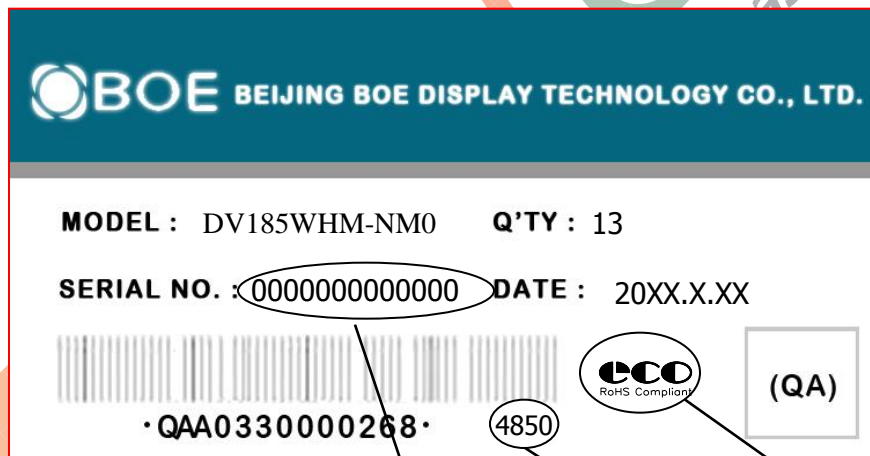 BOE BEIJING BOE DISPLAY TECHNOLOGY CO., LTD.
MODEL : DV185WHM-NM0 Q'TY : 13
SERIAL NO. : 0000000000000 DATE : 20XX.X.XX
eco
RoHS Compliant
(QA)
·QAA0330000268· 4850